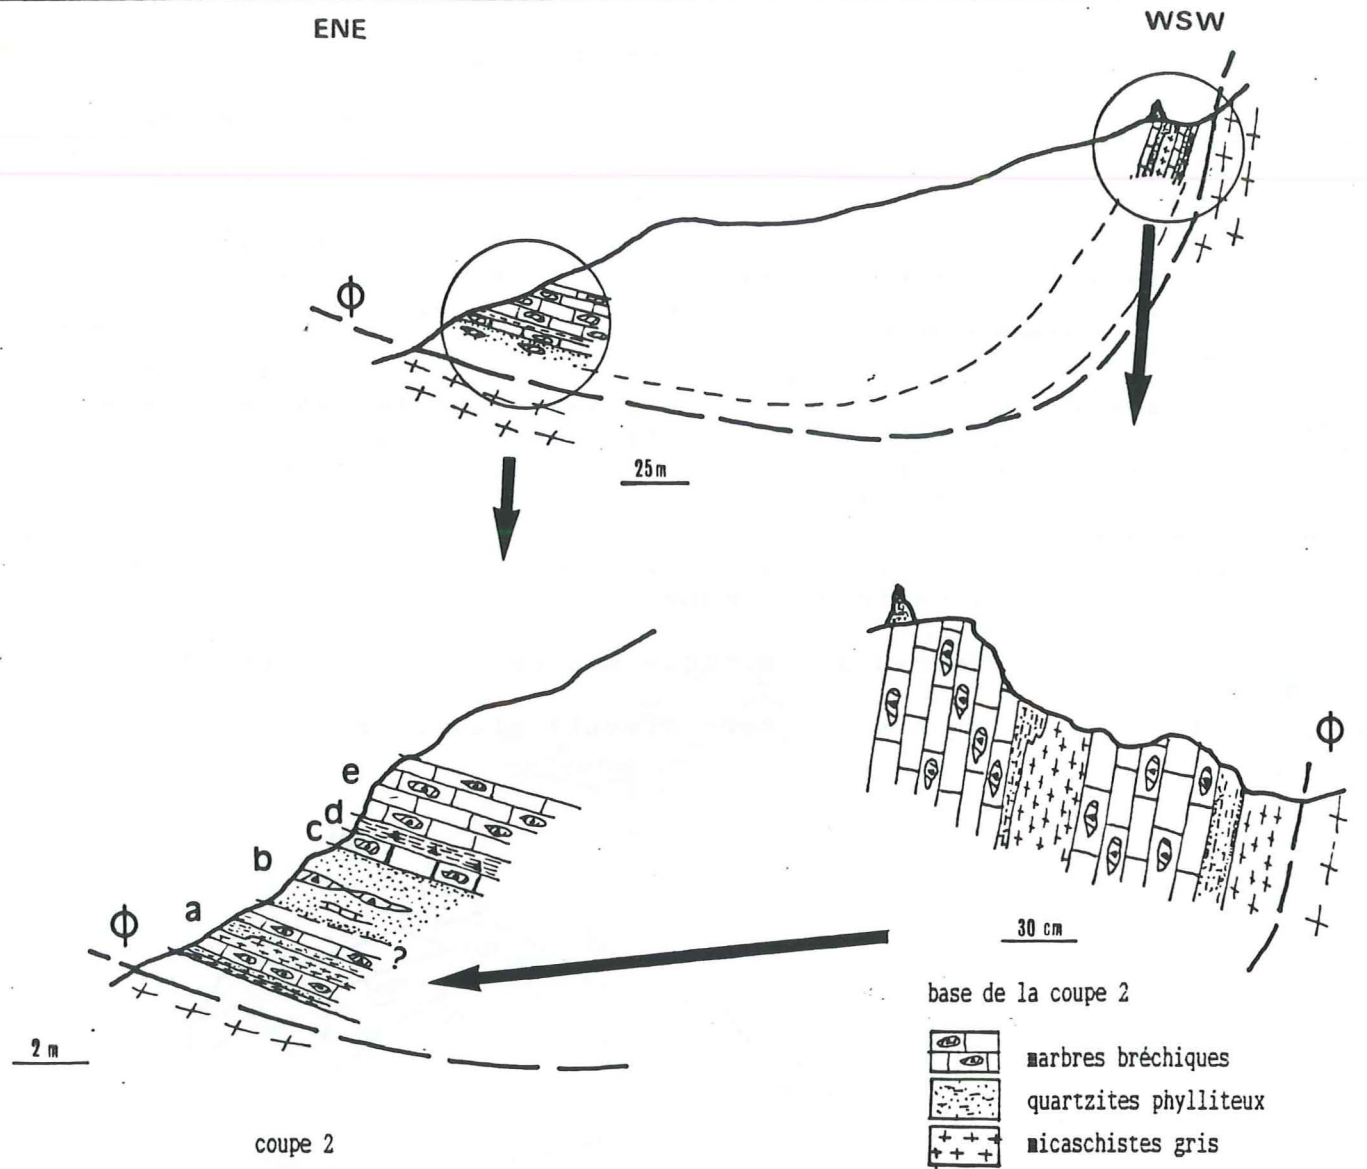 ENE
WSW
ϕ
25m
e
d
c
b
a
ϕ
?
ϕ
30 cm
2 m
base de la coupe 2
marbres bréchiques
quartzites phylliteux
micaschistes gris
coupe 2